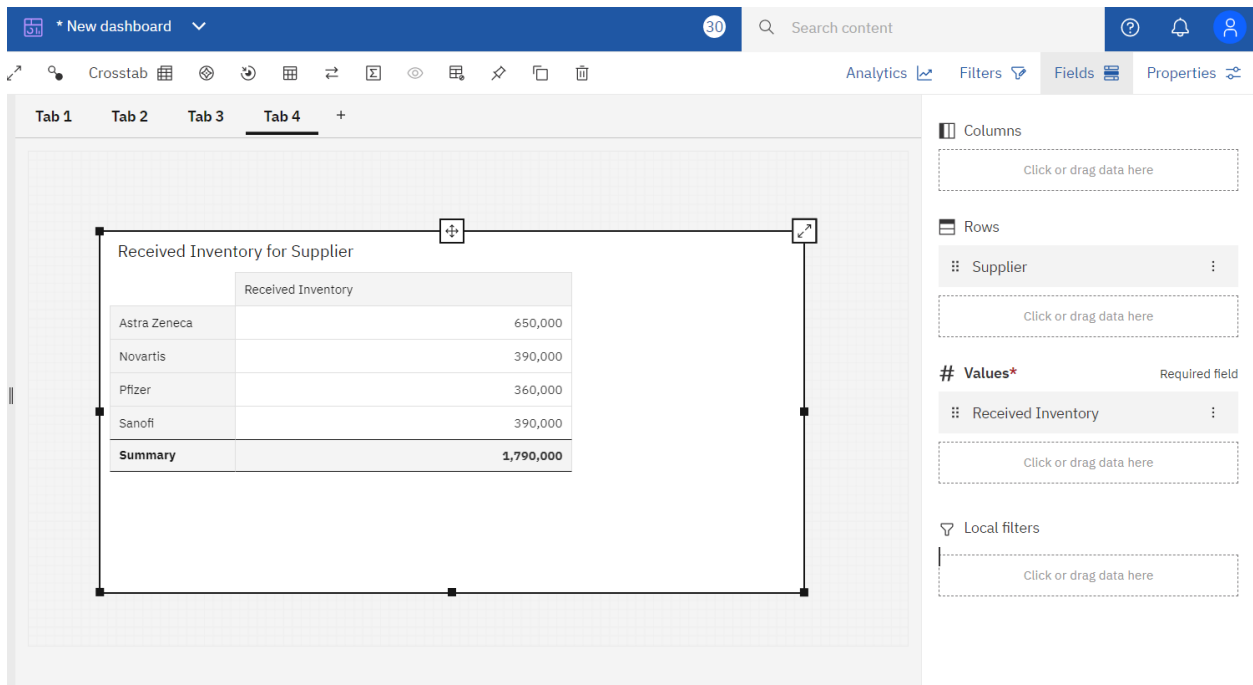 * New dashboard
30
Search content
Crosstab
Analytics
Filters
Fields
Properties
Tab 1
Tab 2
Tab 3
Tab 4
+
Received Inventory for Supplier
Received Inventory
Astra Zeneca 650,000
Novartis 390,000
Pfizer 360,000
Sanofi 390,000
Summary 1,790,000
Columns
Click or drag data here
Rows
Supplier
Click or drag data here
# Values* Required field
Received Inventory
Click or drag data here
Local filters
Click or drag data here